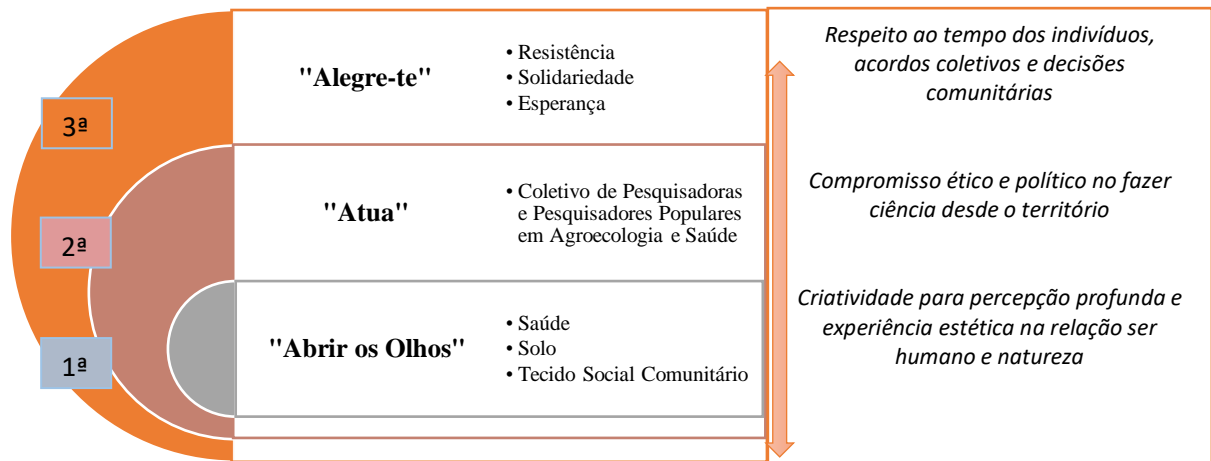 3ª
"Alegre-te"
• Resistência
• Solidariedade
• Esperança
Respeito ao tempo dos indivíduos,
acordos coletivos e decisões
comunitárias
2ª
"Atua"
• Coletivo de Pesquisadoras
e Pesquisadores Populares
em Agroecologia e Saúde
Compromisso ético e político no fazer
ciência desde o território
1ª
"Abrir os Olhos"
• Saúde
• Solo
• Tecido Social Comunitário
Criatividade para percepção profunda e
experiência estética na relação ser
humano e natureza